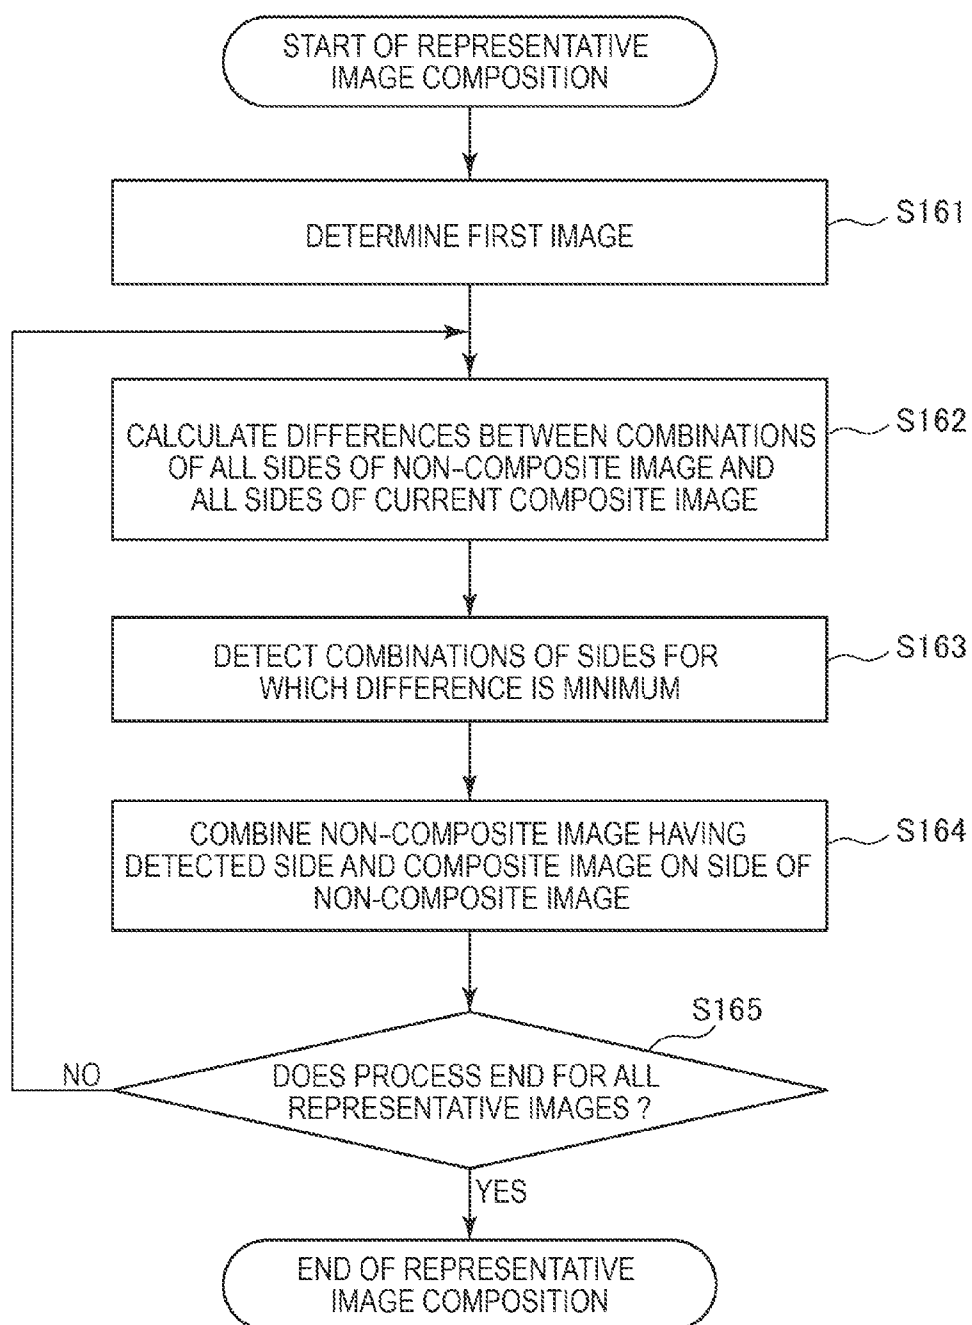 START OF REPRESENTATIVE
IMAGE COMPOSITION
DETERMINE FIRST IMAGE
S161
CALCULATE DIFFERENCES BETWEEN COMBINATIONS
OF ALL SIDES OF NON-COMPOSITE IMAGE AND
ALL SIDES OF CURRENT COMPOSITE IMAGE
S162
DETECT COMBINATIONS OF SIDES FOR
WHICH DIFFERENCE IS MINIMUM
S163
COMBINE NON-COMPOSITE IMAGE HAVING
DETECTED SIDE AND COMPOSITE IMAGE ON SIDE OF
NON-COMPOSITE IMAGE
S164
S165
DOES PROCESS END FOR ALL
REPRESENTATIVE IMAGES ?
NO
YES
END OF REPRESENTATIVE
IMAGE COMPOSITION